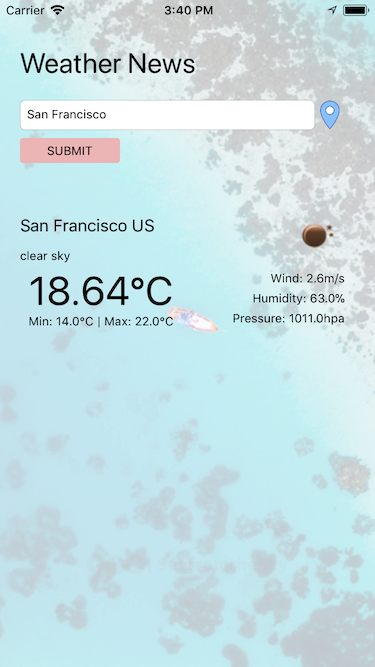 Carrier 3:40 PM
Weather News
San Francisco
SUBMIT
San Francisco US
clear sky
18.64°C
Min: 14.0°C | Max: 22.0°C
Wind: 2.6m/s
Humidity: 63.0%
Pressure: 1011.0hpa